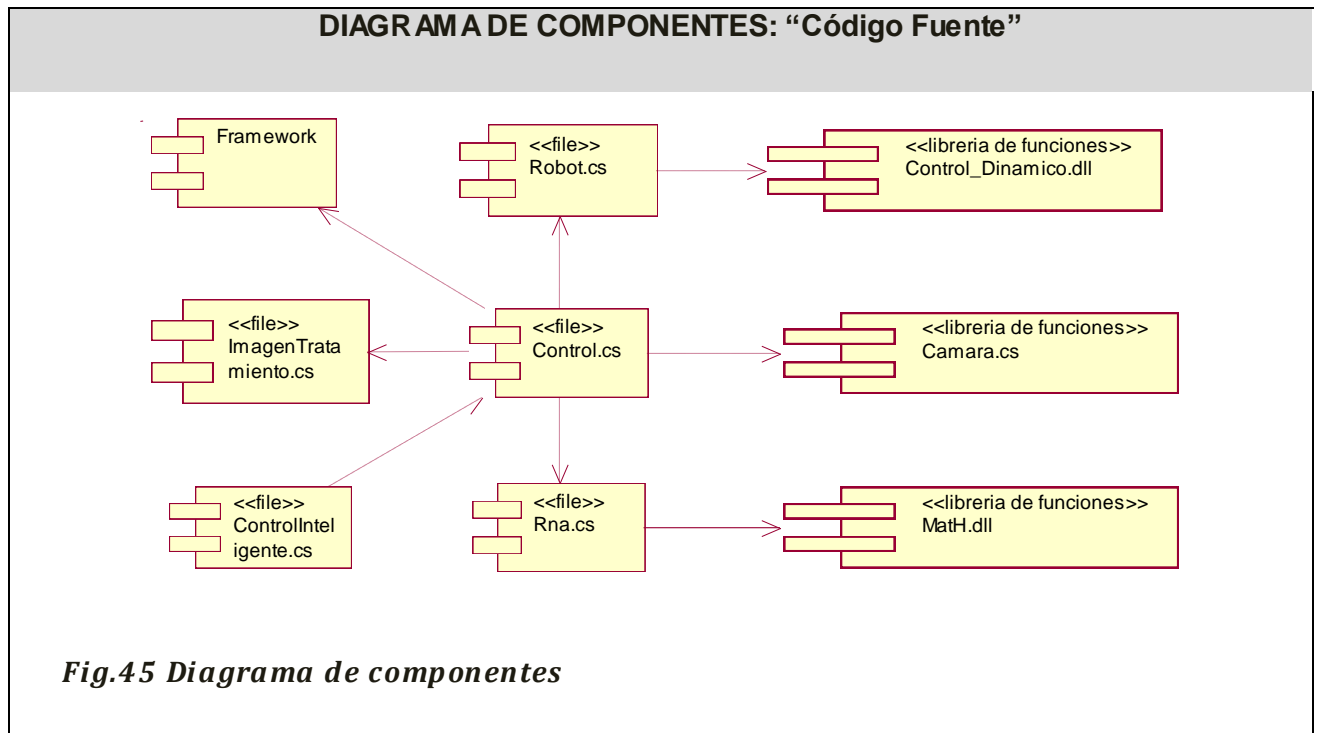 DIAGRAMA DE COMPONENTES: “Código Fuente”
Framework
<<file>>
Robot.cs
<<libreria de funciones>>
Control_Dinamico.dll
<<file>>
ImagenTrata
miento.cs
<<file>>
Control.cs
<<libreria de funciones>>
Camara.cs
<<file>>
ControlIntel
igente.cs
<<file>>
Rna.cs
<<libreria de funciones>>
MatH.dll
Fig.45 Diagrama de componentes